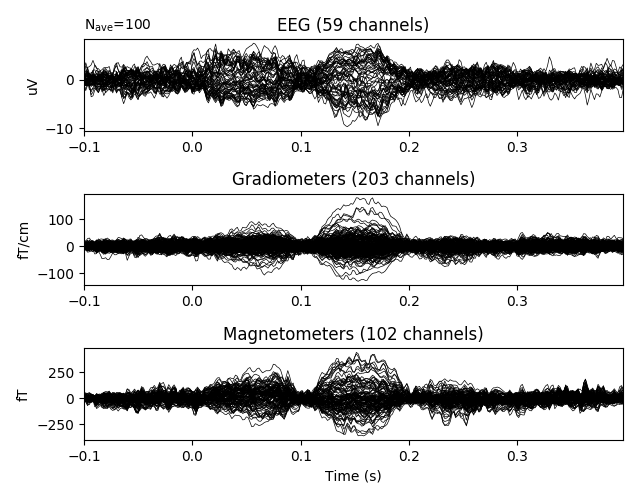 N_ave=100
EEG (59 channels)
uV
0
−10
−0.1 0.0 0.1 0.2 0.3
Gradiometers (203 channels)
fT/cm
100
0
−100
−0.1 0.0 0.1 0.2 0.3
Magnetometers (102 channels)
fT
250
0
−250
−0.1 0.0 0.1 0.2 0.3
Time (s)